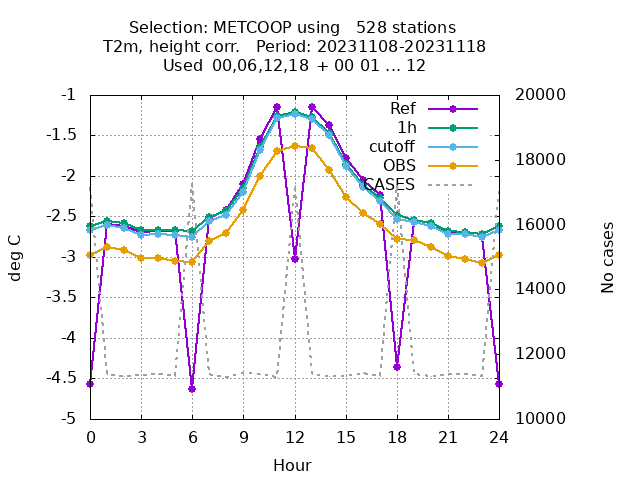 Selection: METCOOP using   528 stations
T2m, height corr.   Period: 20231108-20231118
Used 00,06,12,18 + 00 01 ... 12
-1
-1.5
-2
-2.5
-3
-3.5
-4
-4.5
-5
20000
18000
16000
14000
12000
10000
deg C
No cases
Ref
1h
cutoff
OBS
CASES
0 3 6 9 12 15 18 21 24
Hour